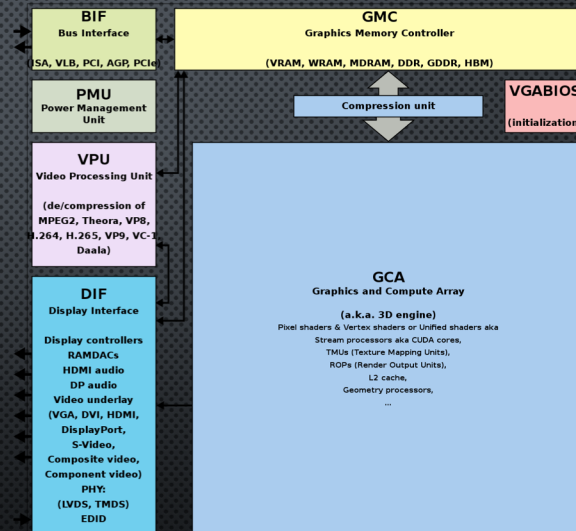 BIF
Bus Interface
(ISA, VLB, PCI, AGP, PCIe)
GMC
Graphics Memory Controller
(VRAM, WRAM, MDRAM, DDR, GDDR, HBM)
PMU
Power Management
Unit
Compression unit
VGABIOS
(initialization
VPU
Video Processing Unit
(de/compression of
MPEG2, Theora, VP8,
H.264, H.265, VP9, VC-1,
Daala)
DIF
Display Interface
Display controllers
RAMDACs
HDMI audio
DP audio
Video underlay
(VGA, DVI, HDMI,
DisplayPort,
S-Video,
Composite video,
Component video)
PHY:
(LVDS, TMDS)
EDID
GCA
Graphics and Compute Array
(a.k.a. 3D engine)
Pixel shaders & Vertex shaders or Unified shaders aka
Stream processors aka CUDA cores,
TMUs (Texture Mapping Units),
ROPs (Render Output Units),
L2 cache,
Geometry processors,
...